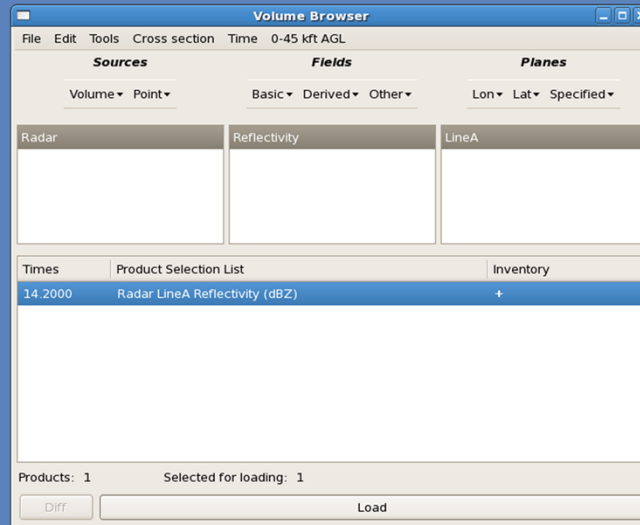 Volume Browser
File Edit Tools Cross section Time 0-45 kft AGL
Sources Fields Planes
Volume Point Basic Derived Other Lon Lat Specified
Radar Reflectivity LineA
Times Product Selection List Inventory
14.2000 Radar LineA Reflectivity (dBZ) +
Products: 1 Selected for loading: 1
Diff Load